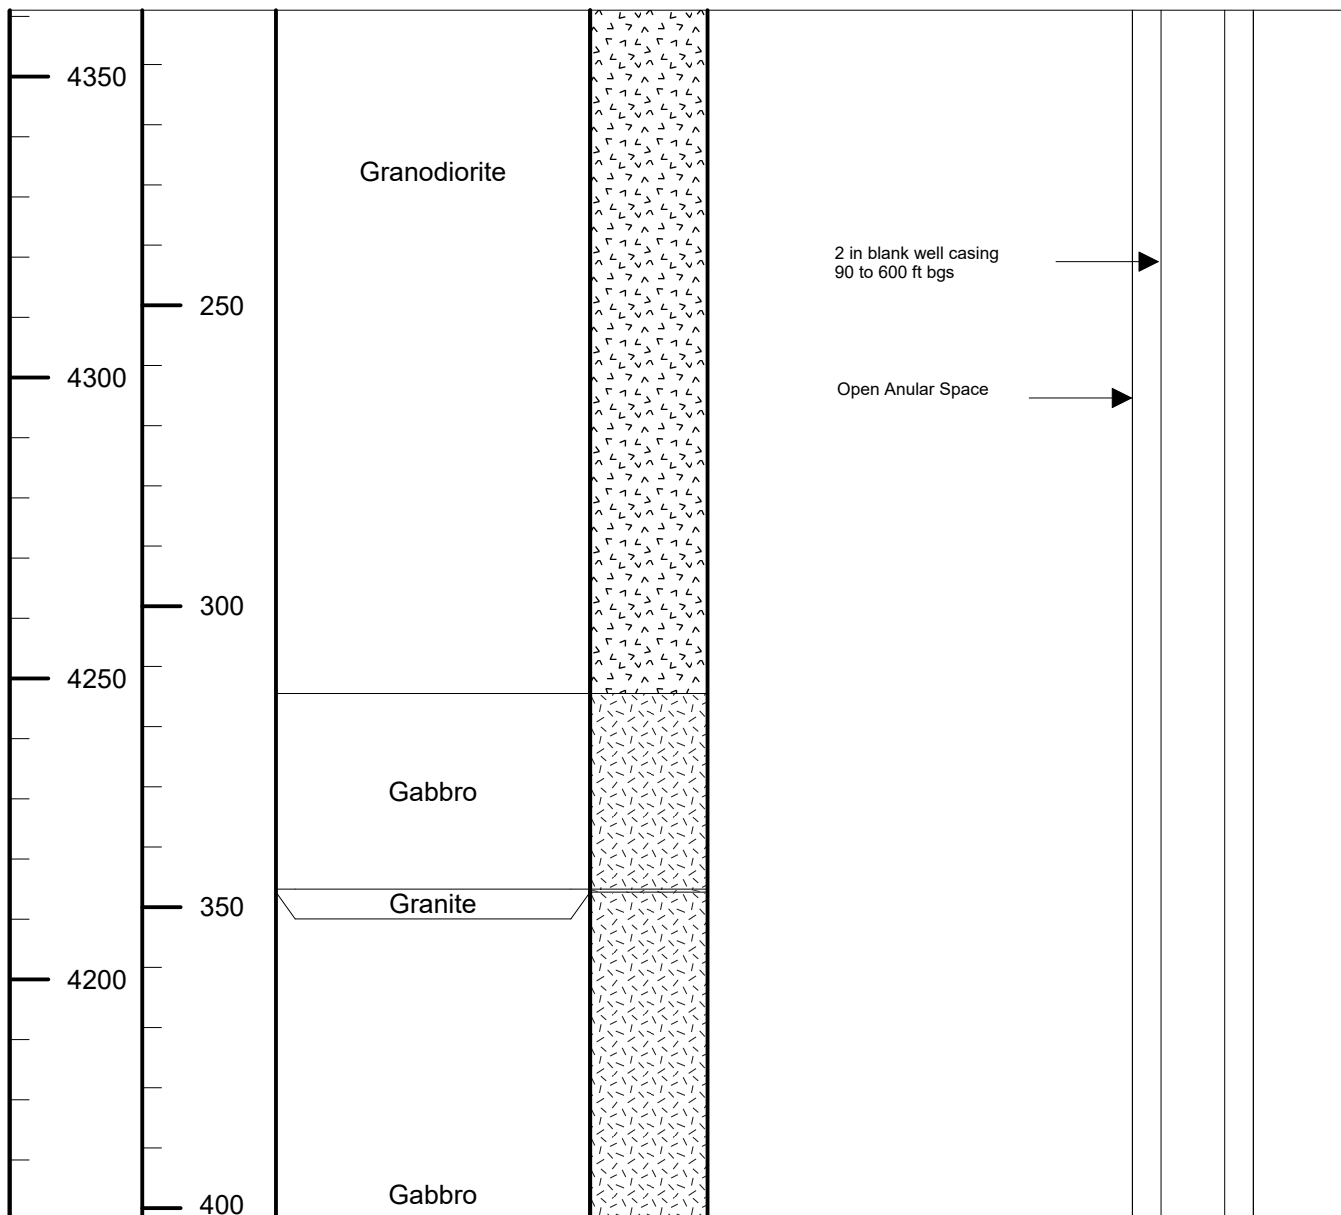 4350
Granodiorite
2 in blank well casing
90 to 600 ft bgs
250
4300
Open Anular Space
300
4250
Gabbro
Granite
350
4200
Gabbro
400